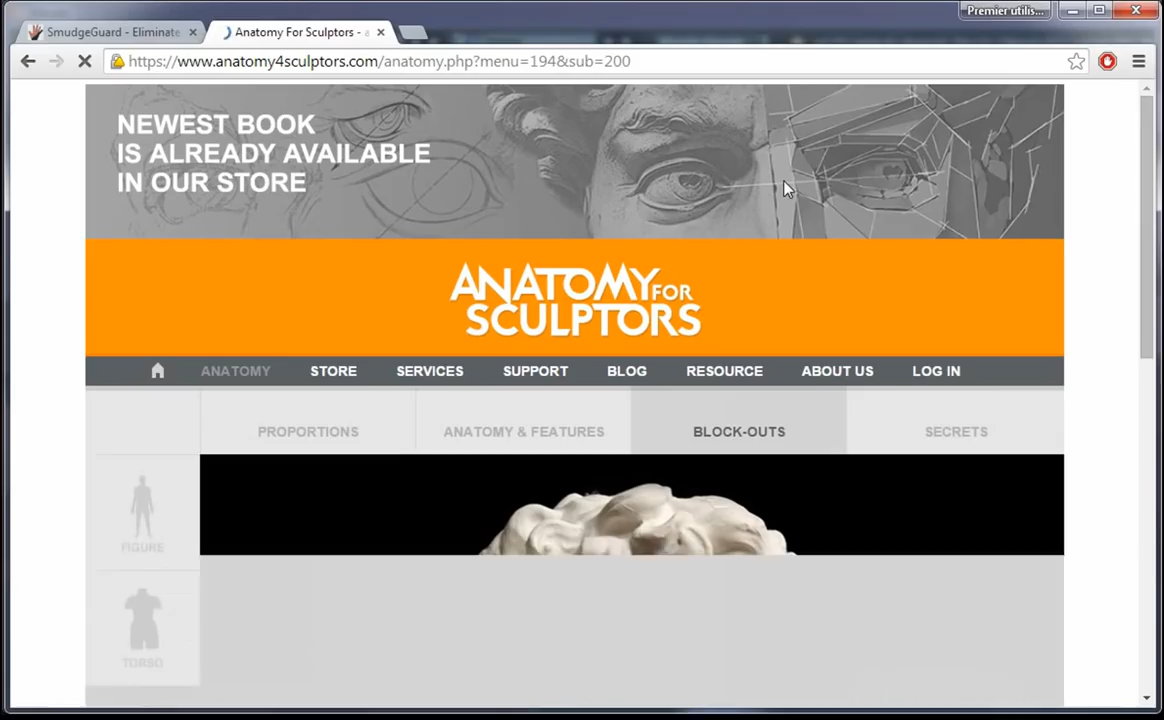 Premier utilis...
SmudgeGuard - Eliminate
Anatomy For Sculptors - a
https://www.anatomy4sculptors.com/anatomy.php?menu=194&sub=200
NEWEST BOOK
IS ALREADY AVAILABLE
IN OUR STORE
ANATOMY FOR
SCULPTORS
ANATOMY STORE SERVICES SUPPORT BLOG RESOURCE ABOUT US LOG IN
PROPORTIONS ANATOMY & FEATURES BLOCK-OUTS SECRETS
FIGURE
TORSO